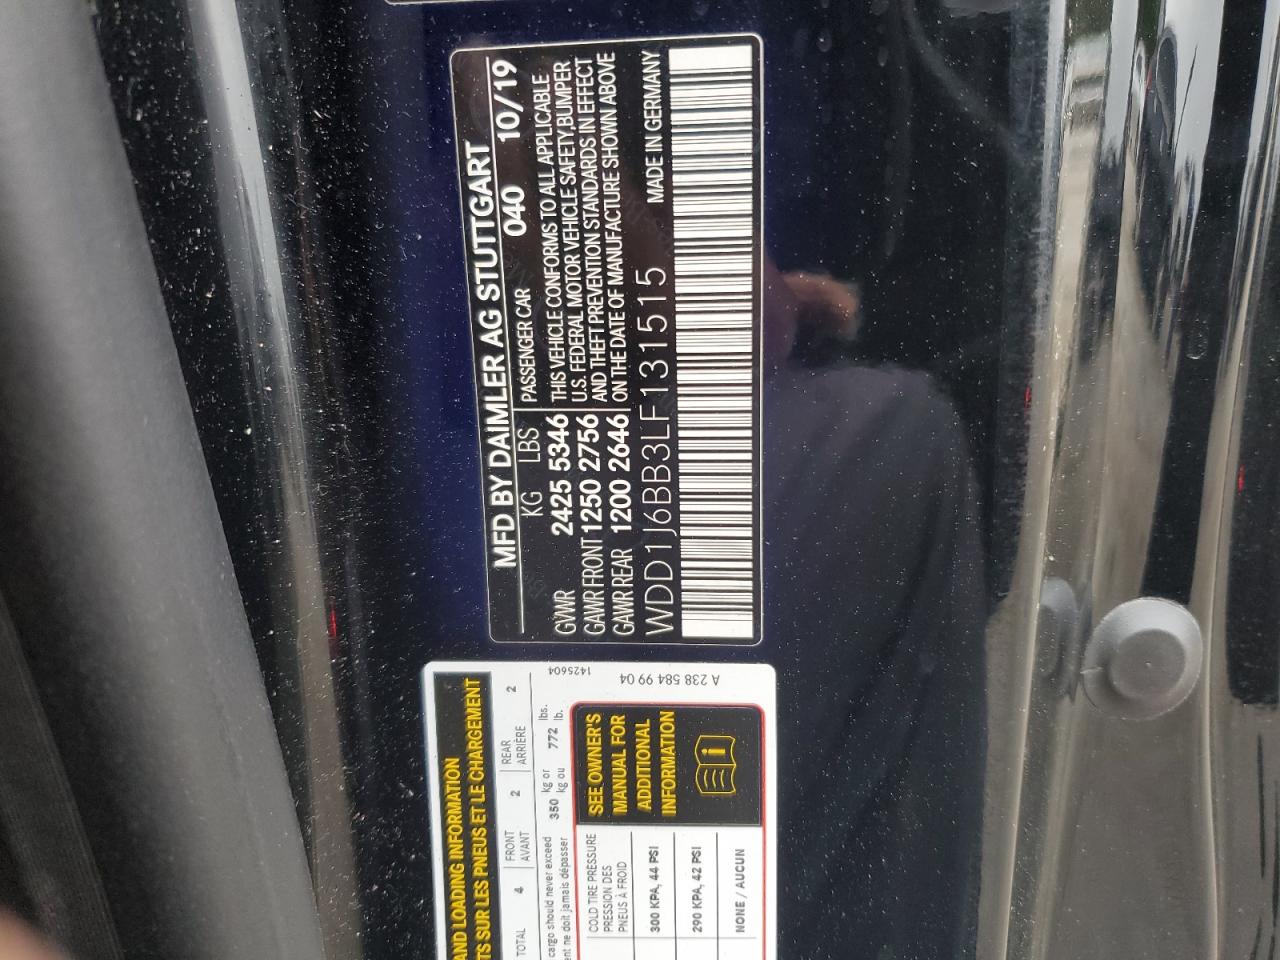 MFD BY DAIMLER AG STUTTGART
KG LBS PASSENGER CAR 040 10/19
GVWR 2425 5346 THIS VEHICLE CONFORMS TO ALL APPLICABLE
U.S. FEDERAL MOTOR VEHICLE SAFETY BUMPER
GAWR FRONT 1250 2756 AND THEFT PREVENTION STANDARDS IN EFFECT
GAWR REAR 1200 2646 ON THE DATE OF MANUFACTURE SHOWN ABOVE
WDD1J6BB3LF131515 MADE IN GERMANY
AND LOADING INFORMATION
TS SUR LES PNEUS ET LE CHARGEMENT
TOTAL 4 FRONT 2 REAR 2
AVANT ARRIÈRE
cargo should never exceed 350 kg or 772 lbs.
ent ne doit jamais dépasser kg ou lb.
1425604
A 238 584 99 04
COLD TIRE PRESSURE
PRESSION DES
PNEUS À FROID
300 KPA, 44 PSI
290 KPA, 42 PSI
NONE / AUCUN
SEE OWNER'S
MANUAL FOR
ADDITIONAL
INFORMATION